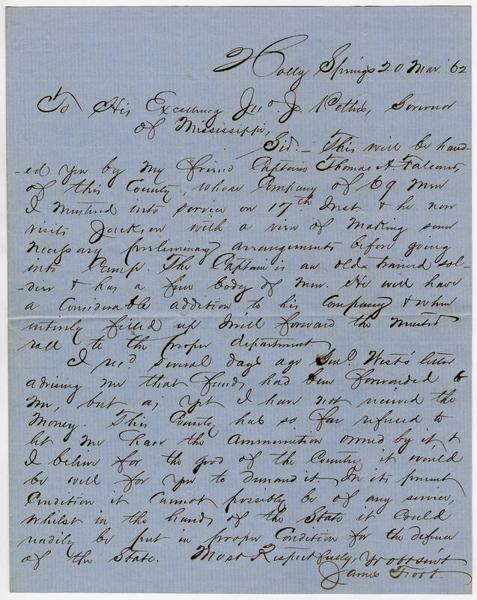 Holly Springs 20 Mar. '62
To His Excellency Jno. J. Pettus, Governor
of Mississippi,
Sir - This will be hand-
-ed you by my friend Captain Thomas A. Falconer,
of this County, whose Company of 69 men
I mustered into service on 17th Inst & he now
visits Jackson with a view of making some
necessary preliminary arrangements before going
into Camp. The Captain is an old & trained sol-
-dier & has a fine body of men. He will have
a Considerable addition to his Company & when
entirely filled up I will forward the muster
roll to the proper department
I rec'd. several days ago Genl. West's letter
advising me that funds had been forwarded to
me, but as yet I have not received the
money. This County has so far refused to
let me have the ammunition owned by it &
I believe for the good of the Country it would
be well for you to demand it. In its present
Condition it cannot possibly be of any service,
whilst in the hands of the State it could
readily be put in proper Condition for the defence
of the State. Most Respectfully, Yr obt svt
James Trott